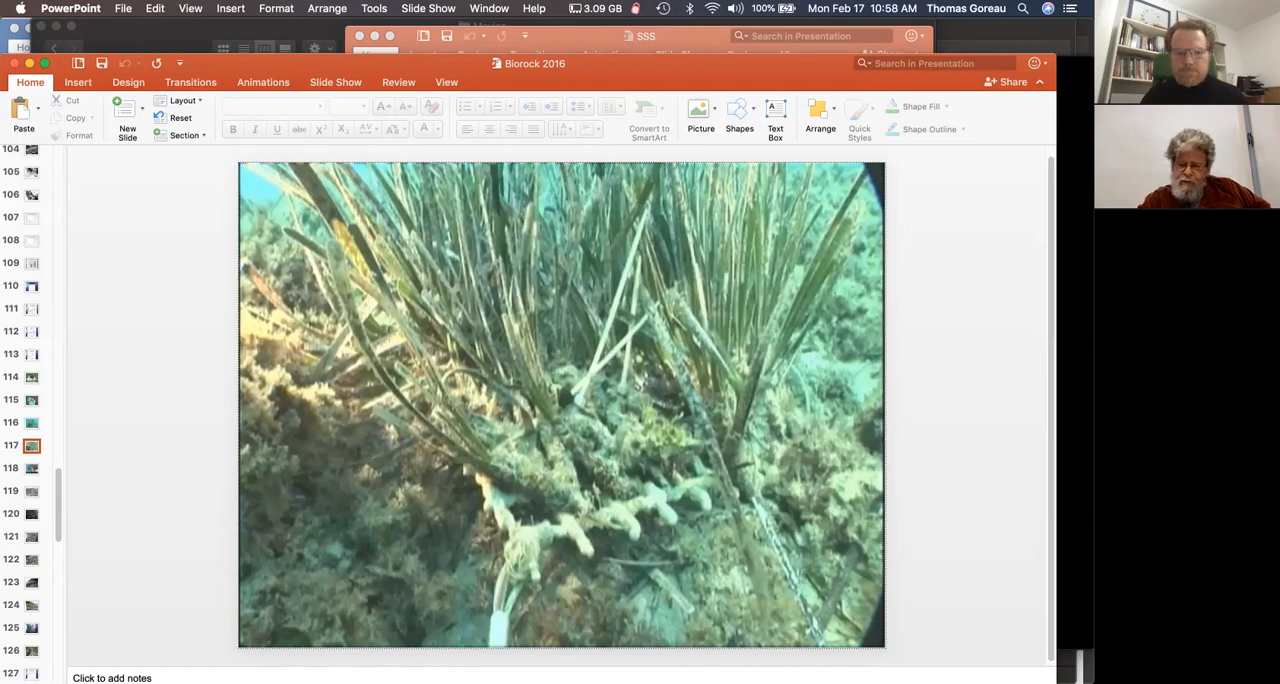 PowerPoint File Edit View Insert Format Arrange Tools Slide Show Window Help 3.09 GB 100% Mon Feb 17 10:58 AM Thomas Goreau
SSS Search in Presentation
Biorock 2016 Search in Presentation
Home Insert Design Transitions Animations Slide Show Review View Share
Paste Cut Copy Format
New Slide Layout Reset Section
B I U abc X² X₂ AV A
Convert to SmartArt
Picture Shapes Text Box Arrange Quick Styles Shape Fill Shape Outline
104
105
106
107
108
109
110
111
112
113
114
115
116
117
118
119
120
121
122
123
124
125
126
127
Click to add notes